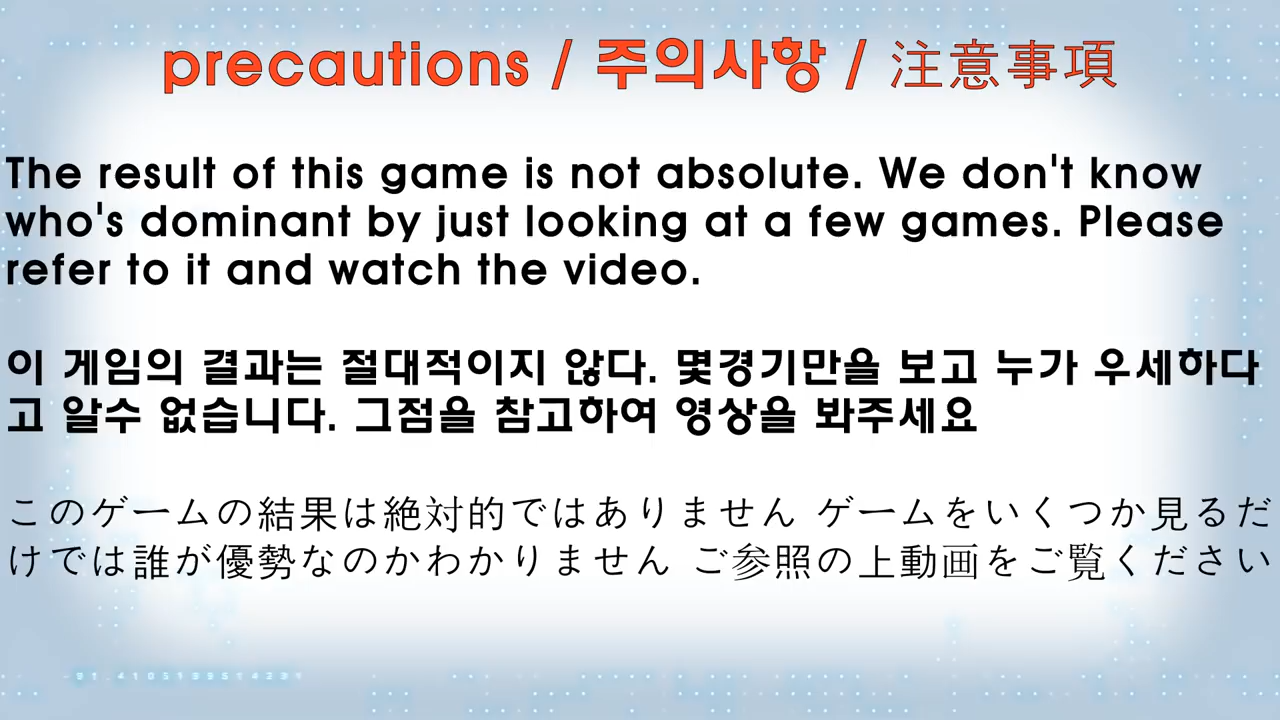 precautions / 주의사항 / 注意事項
The result of this game is not absolute. We don't know
who's dominant by just looking at a few games. Please
refer to it and watch the video.
이 게임의 결과는 절대적이지 않다. 몇경기만을 보고 누가 우세하다
고 알수 없습니다. 그점을 참고하여 영상을 봐주세요
このゲームの結果は絶対的ではありません ゲームをいくつか見るだ
けでは誰が優勢なのかわかりません ご参照の上動画をご覧ください